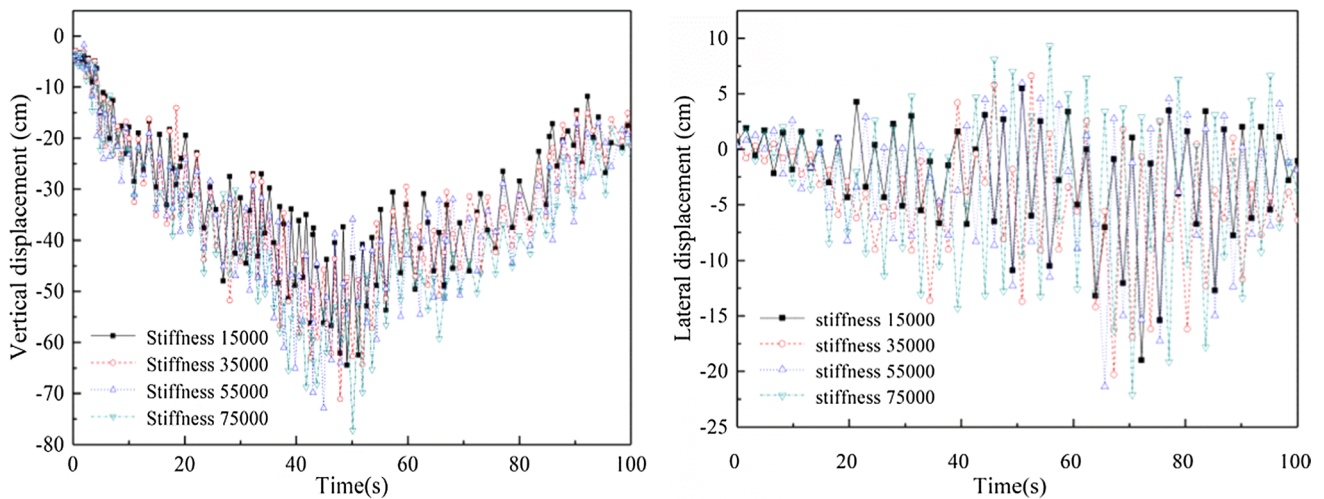 0
-10
-20
-30
-40
-50
-60
-70
-80
Vertical displacement (cm)
Stiffness 15000
Stiffness 35000
Stiffness 55000
Stiffness 75000
0 20 40 60 80 100
Time(s)
10
5
0
-5
-10
-15
-20
-25
Lateral displacement (cm)
stiffness 15000
stiffness 35000
stiffness 55000
stiffness 75000
0 20 40 60 80 100
Time(s)